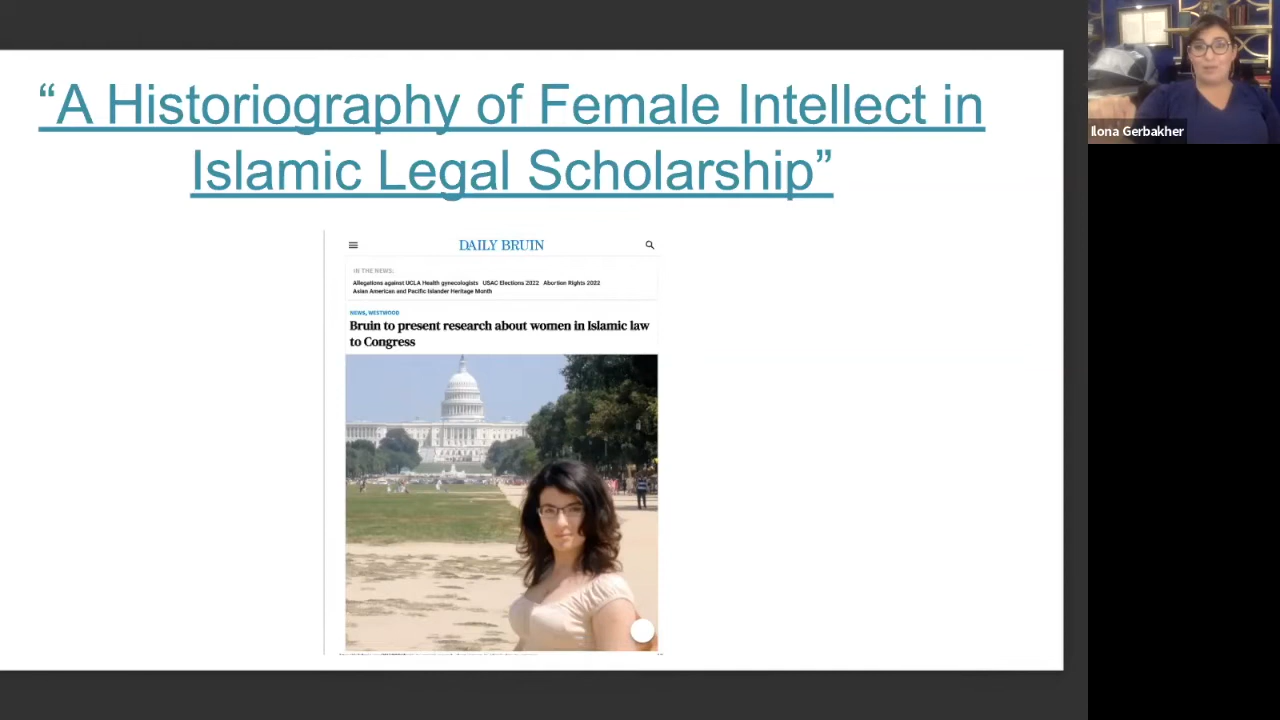 “A Historiography of Female Intellect in
Islamic Legal Scholarship”
DAILY BRUIN
IN THE NEWS:
Allegations against UCLA Health gynecologists USAC Elections 2022 Abortion Rights 2022
Asian American and Pacific Islander Heritage Month
NEWS, WESTWOOD
Bruin to present research about women in Islamic law
to Congress
Ilona Gerbakher